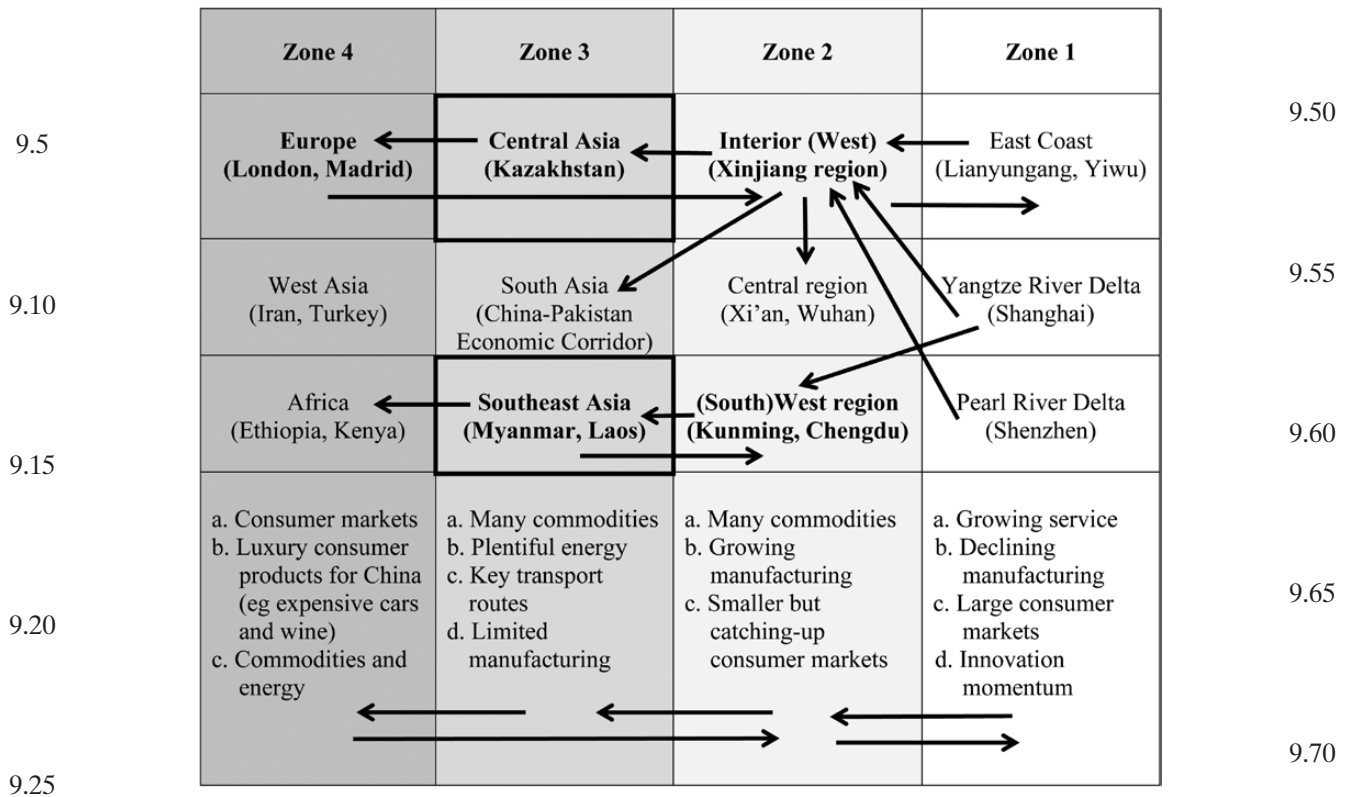 Zone 4
Zone 3
Zone 2
Zone 1
9.5
Europe
(London, Madrid)
Central Asia
(Kazakhstan)
Interior (West)
(Xinjiang region)
East Coast
(Lianyungang, Yiwu)
9.50
9.10
West Asia
(Iran, Turkey)
South Asia
(China-Pakistan
Economic Corridor)
Central region
(Xi’an, Wuhan)
Yangtze River Delta
(Shanghai)
9.55
9.15
Africa
(Ethiopia, Kenya)
Southeast Asia
(Myanmar, Laos)
(South)West region
(Kunming, Chengdu)
Pearl River Delta
(Shenzhen)
9.60
9.20
a. Consumer markets
b. Luxury consumer
products for China
(eg expensive cars
and wine)
c. Commodities and
energy
a. Many commodities
b. Plentiful energy
c. Key transport
routes
d. Limited
manufacturing
a. Many commodities
b. Growing
manufacturing
c. Smaller but
catching-up
consumer markets
a. Growing service
b. Declining
manufacturing
c. Large consumer
markets
d. Innovation
momentum
9.65
9.25
9.70